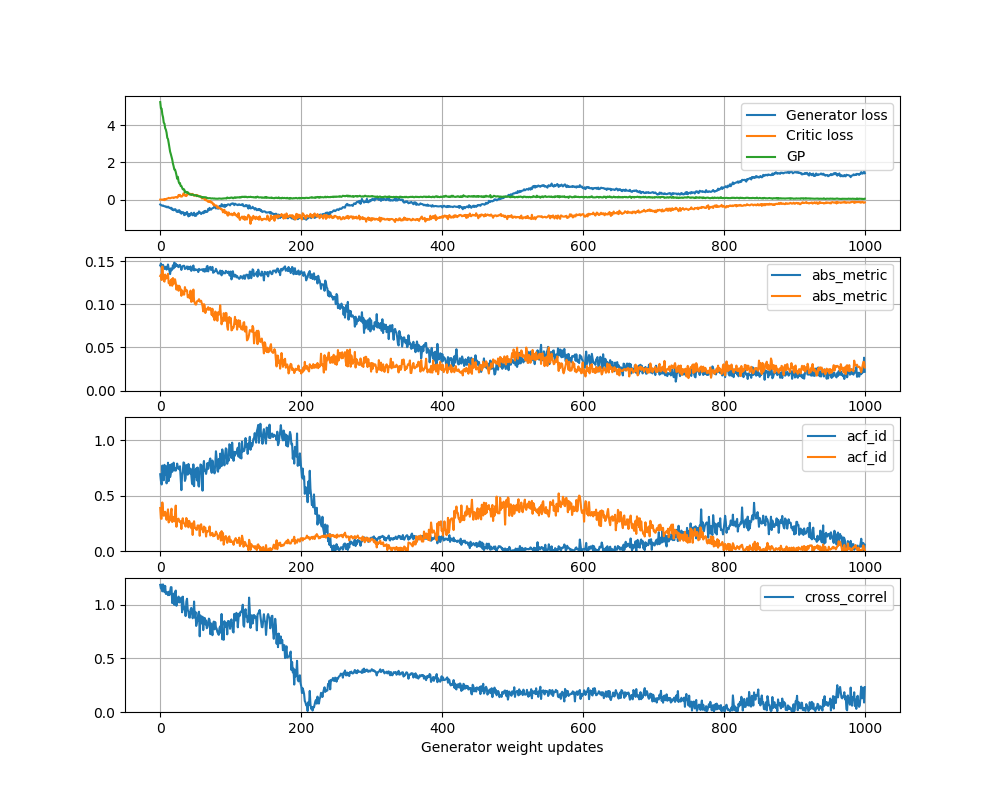 4
2
0
Generator loss
Critic loss
GP
0 200 400 600 800 1000
0.15
0.10
0.05
0.00
abs_metric
abs_metric
0 200 400 600 800 1000
1.0
0.5
0.0
acf_id
acf_id
0 200 400 600 800 1000
1.0
0.5
0.0
cross_correl
0 200 400 600 800 1000
Generator weight updates